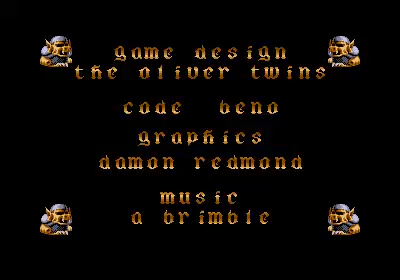 game design
the oliver twins
code beno
graphics
damon redmond
music
a brimble